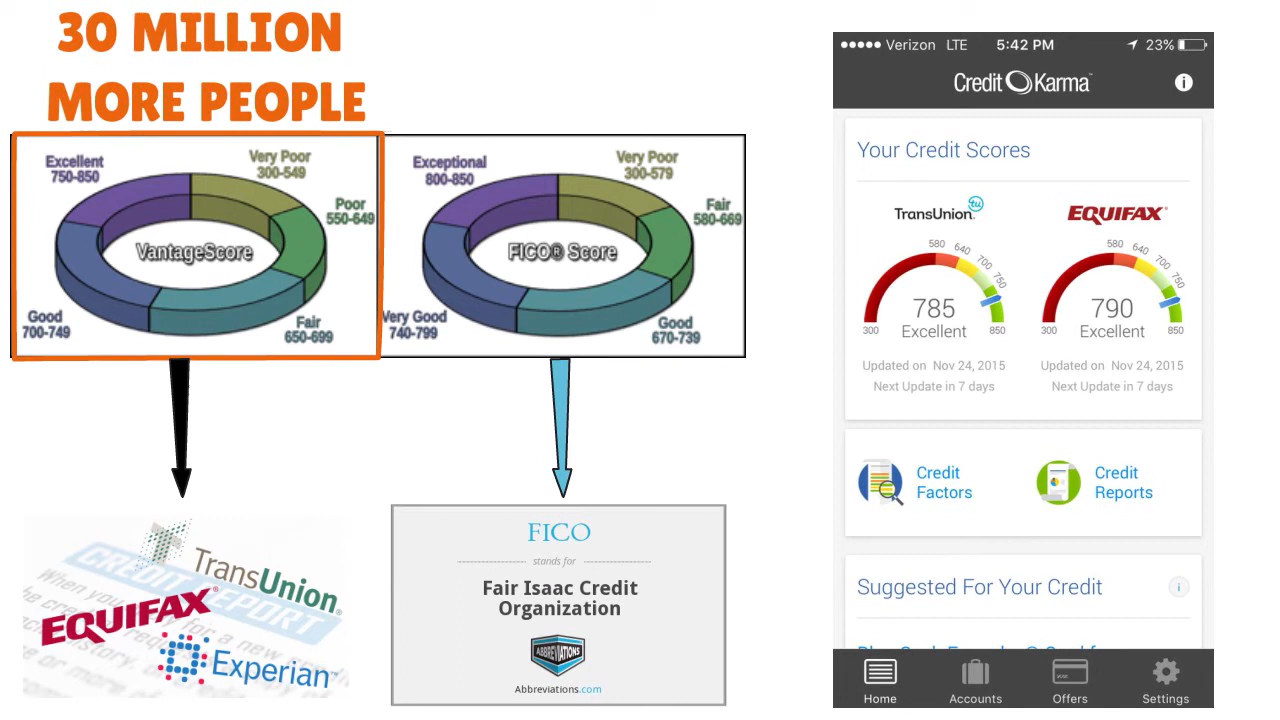 30 MILLION
MORE PEOPLE
Excellent
750-850
Very Poor
300-549
Poor
550-649
VantageScore
Good
700-749
Fair
650-699
Exceptional
800-850
Very Poor
300-579
Fair
580-669
FICO® Score
Very Good
740-799
Good
670-739
TransUnion
CREDIT REPORT
EQUIFAX®
Experian™
FICO
stands for
Fair Isaac Credit
Organization
ABBREVIATIONS
Abbreviations.com
Verizon LTE 5:42 PM 23%
Credit Karma™
i
Your Credit Scores
TransUnion tu
EQUIFAX®
580 640 700 750
580 640 700 750
785
790
Excellent
Excellent
300 850
300 850
Updated on Nov 24, 2015
Updated on Nov 24, 2015
Next Update in 7 days
Next Update in 7 days
Credit
Factors
Credit
Reports
Suggested For Your Credit i
Home Accounts Offers Settings